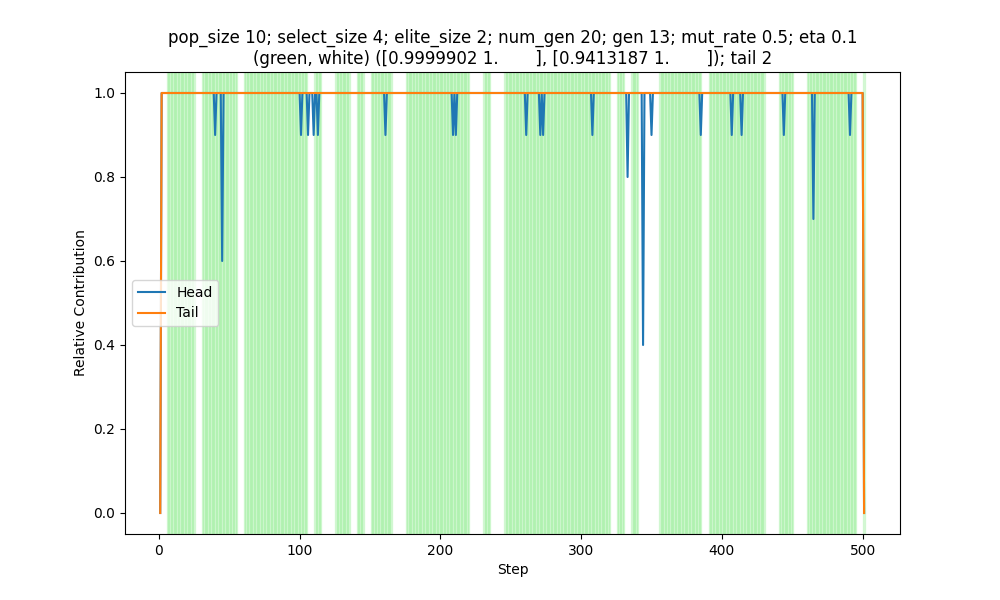 pop_size 10; select_size 4; elite_size 2; num_gen 20; gen 13; mut_rate 0.5; eta 0.1
(green, white) ([0.9999902 1.        ], [0.9413187 1.        ]); tail 2
1.0
0.8
0.6
0.4
0.2
0.0
Relative Contribution
Head
Tail
0 100 200 300 400 500
Step